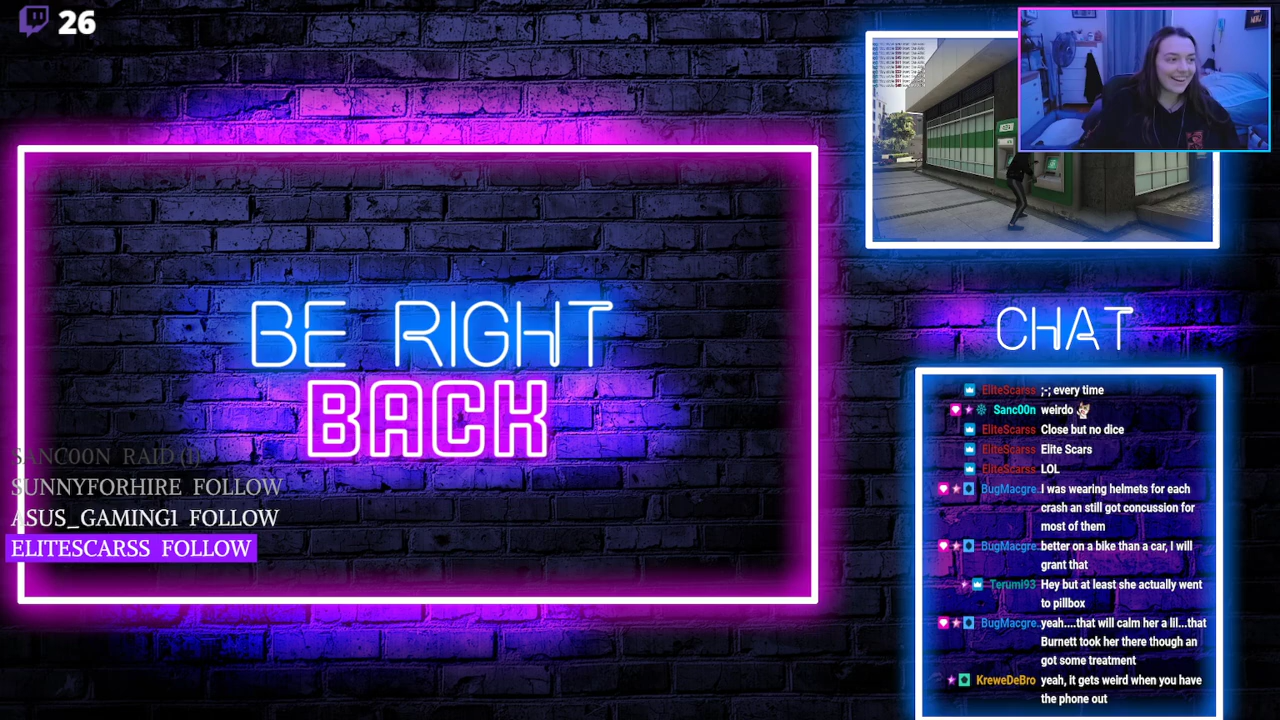 26
BE RIGHT
BACK
SANC00N RAID (1)
SUNNYFORHIRE FOLLOW
ASUS_GAMING1 FOLLOW
ELITESCARSS FOLLOW
CHAT
EliteScarss ;-; every time
Sanc00n weirdo
EliteScarss Close but no dice
EliteScarss Elite Scars
EliteScarss LOL
BugMacgre.. I was wearing helmets for each
crash an still got concussion for
most of them
BugMacgre.. better on a bike than a car, I will
grant that
Terumi93 Hey but at least she actually went
to pillbox
BugMacgre.. yeah....that will calm her a lil...that
Burnett took her there though an
got some treatment
KreweDeBro yeah, it gets weird when you have
the phone out